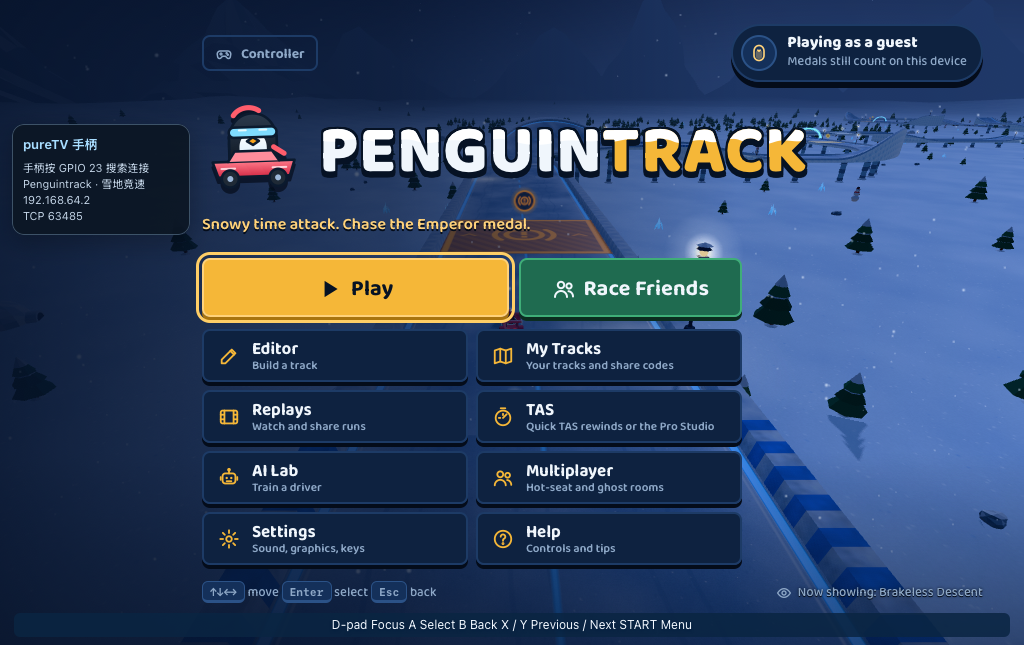 Controller
Playing as a guest
Medals still count on this device
pureTV 手柄
手柄按 GPIO 23 搜索连接
Penguintrack · 雪地竞速
192.168.64.2
TCP 63485
PENGUINTRACK
Snowy time attack. Chase the Emperor medal.
Play
Race Friends
Editor
Build a track
My Tracks
Your tracks and share codes
Replays
Watch and share runs
TAS
Quick TAS rewinds or the Pro Studio
AI Lab
Train a driver
Multiplayer
Hot-seat and ghost rooms
Settings
Sound, graphics, keys
Help
Controls and tips
↑↓←→ move Enter select Esc back
Now showing: Brakeless Descent
D-pad Focus A Select B Back X / Y Previous / Next START Menu